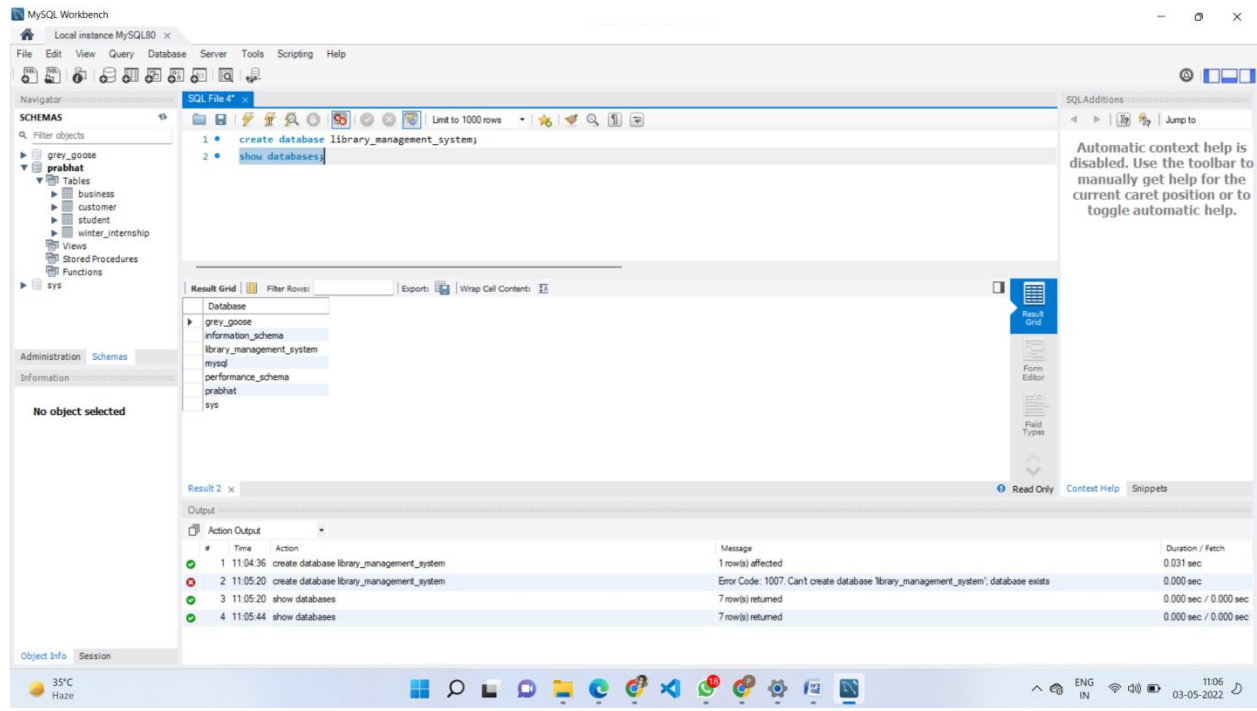 MySQL Workbench
Local instance MySQL80 ×
File Edit View Query Database Server Tools Scripting Help
Navigator
SCHEMAS
Filter objects
grey_goose
prabhat
Tables
business
customer
student
winter_internship
Views
Stored Procedures
Functions
sys
Administration Schemas
Information
No object selected
Object Info Session
SQL File 4* ×
Limit to 1000 rows
1 create database library_management_system;
2 show databases;
Result Grid Filter Rows: Export: Wrap Cell Content:
Database
grey_goose
information_schema
library_management_system
mysql
performance_schema
prabhat
sys
Result Grid
Form Editor
Field Types
Result 2 ×
Read Only
SQLAdditions
Jump to
Automatic context help is
disabled. Use the toolbar to
manually get help for the
current caret position or to
toggle automatic help.
Context Help Snippets
Output
Action Output
# Time Action Message Duration / Fetch
1 11:04:36 create database library_management_system 1 row(s) affected 0.031 sec
2 11:05:20 create database library_management_system Error Code: 1007. Can't create database 'library_management_system'; database exists 0.000 sec
3 11:05:20 show databases 7 row(s) returned 0.000 sec / 0.000 sec
4 11:05:44 show databases 7 row(s) returned 0.000 sec / 0.000 sec
35°C
Haze
18
ENG
IN
11:06
03-05-2022